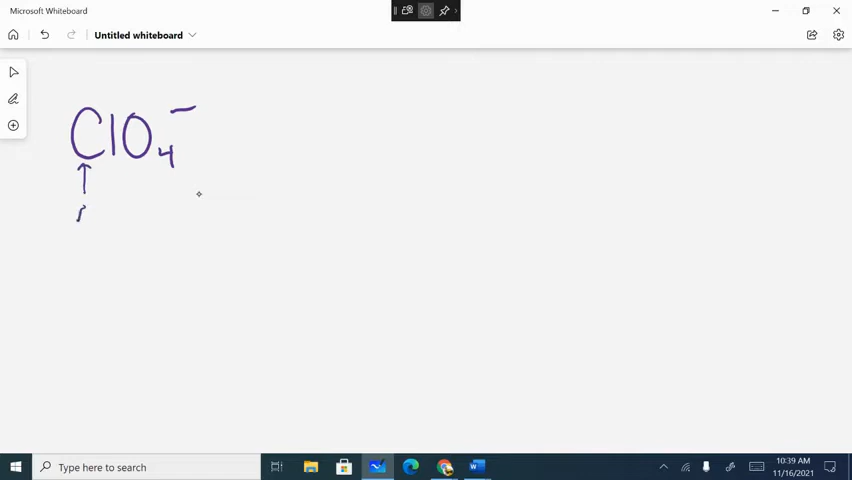 Microsoft Whiteboard
Untitled whiteboard
ClO₄⁻
Type here to search
10:39 AM
11/16/2021